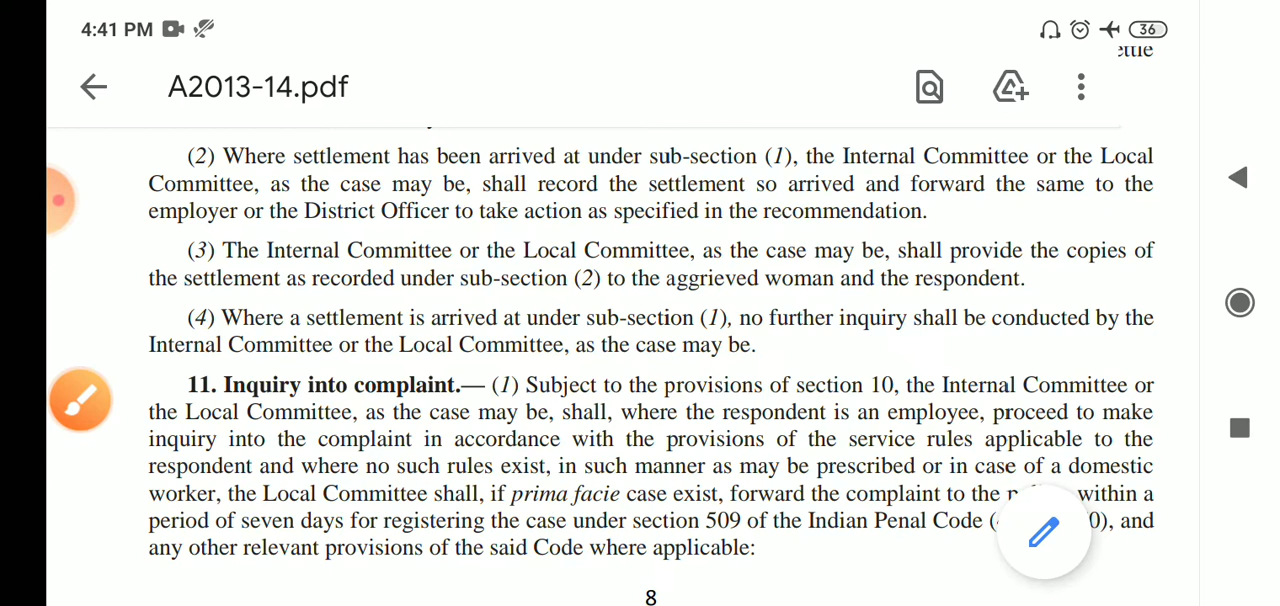 4:41 PM 36
ettle
A2013-14.pdf
(2) Where settlement has been arrived at under sub-section (1), the Internal Committee or the Local
Committee, as the case may be, shall record the settlement so arrived and forward the same to the
employer or the District Officer to take action as specified in the recommendation.
(3) The Internal Committee or the Local Committee, as the case may be, shall provide the copies of
the settlement as recorded under sub-section (2) to the aggrieved woman and the respondent.
(4) Where a settlement is arrived at under sub-section (1), no further inquiry shall be conducted by the
Internal Committee or the Local Committee, as the case may be.
11. Inquiry into complaint.— (1) Subject to the provisions of section 10, the Internal Committee or
the Local Committee, as the case may be, shall, where the respondent is an employee, proceed to make
inquiry into the complaint in accordance with the provisions of the service rules applicable to the
respondent and where no such rules exist, in such manner as may be prescribed or in case of a domestic
worker, the Local Committee shall, if prima facie case exist, forward the complaint to the within a
period of seven days for registering the case under section 509 of the Indian Penal Code ( 0), and
any other relevant provisions of the said Code where applicable:
8